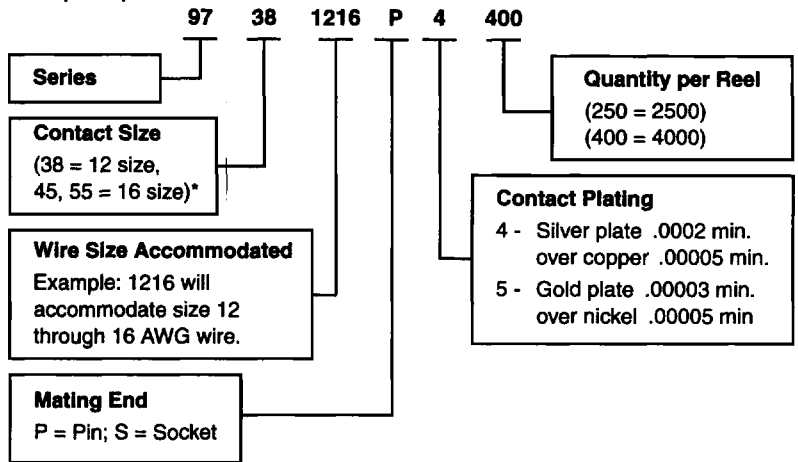 97 38 1216 P 4 400
Series
Contact Size
(38 = 12 size,
45, 55 = 16 size)*
Wire Size Accommodated
Example: 1216 will
accommodate size 12
through 16 AWG wire.
Mating End
P = Pin; S = Socket
Quantity per Reel
(250 = 2500)
(400 = 4000)
Contact Plating
4 - Silver plate .0002 min.
over copper .00005 min.
5 - Gold plate .00003 min.
over nickel .00005 min